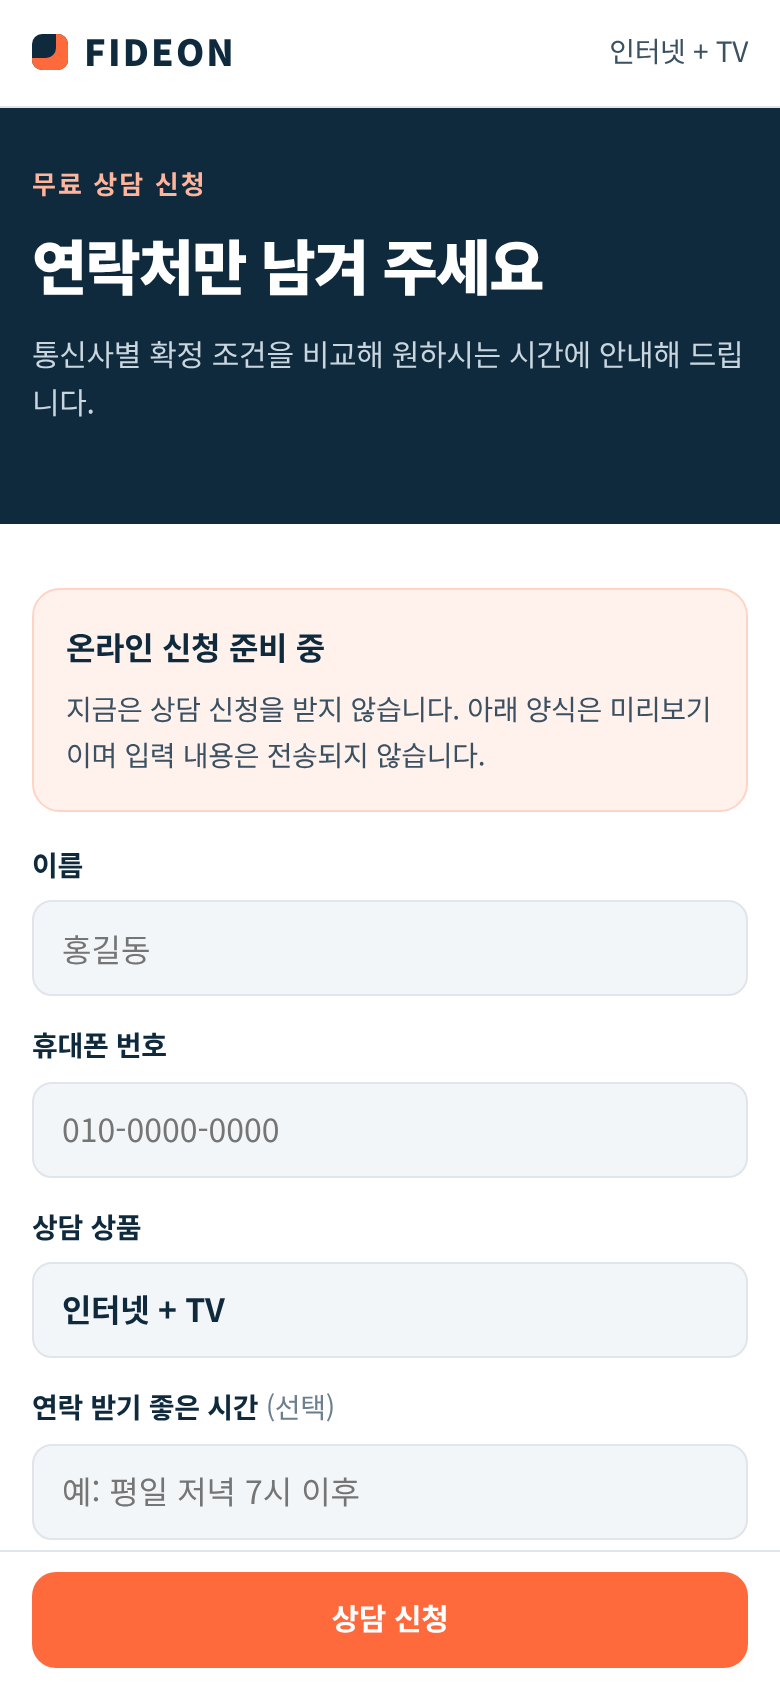 FIDEON
인터넷 + TV
무료 상담 신청
연락처만 남겨 주세요
통신사별 확정 조건을 비교해 원하시는 시간에 안내해 드립
니다.
온라인 신청 준비 중
지금은 상담 신청을 받지 않습니다. 아래 양식은 미리보기
이며 입력 내용은 전송되지 않습니다.
이름
홍길동
휴대폰 번호
010-0000-0000
상담 상품
인터넷 + TV
연락 받기 좋은 시간 (선택)
예: 평일 저녁 7시 이후
상담 신청